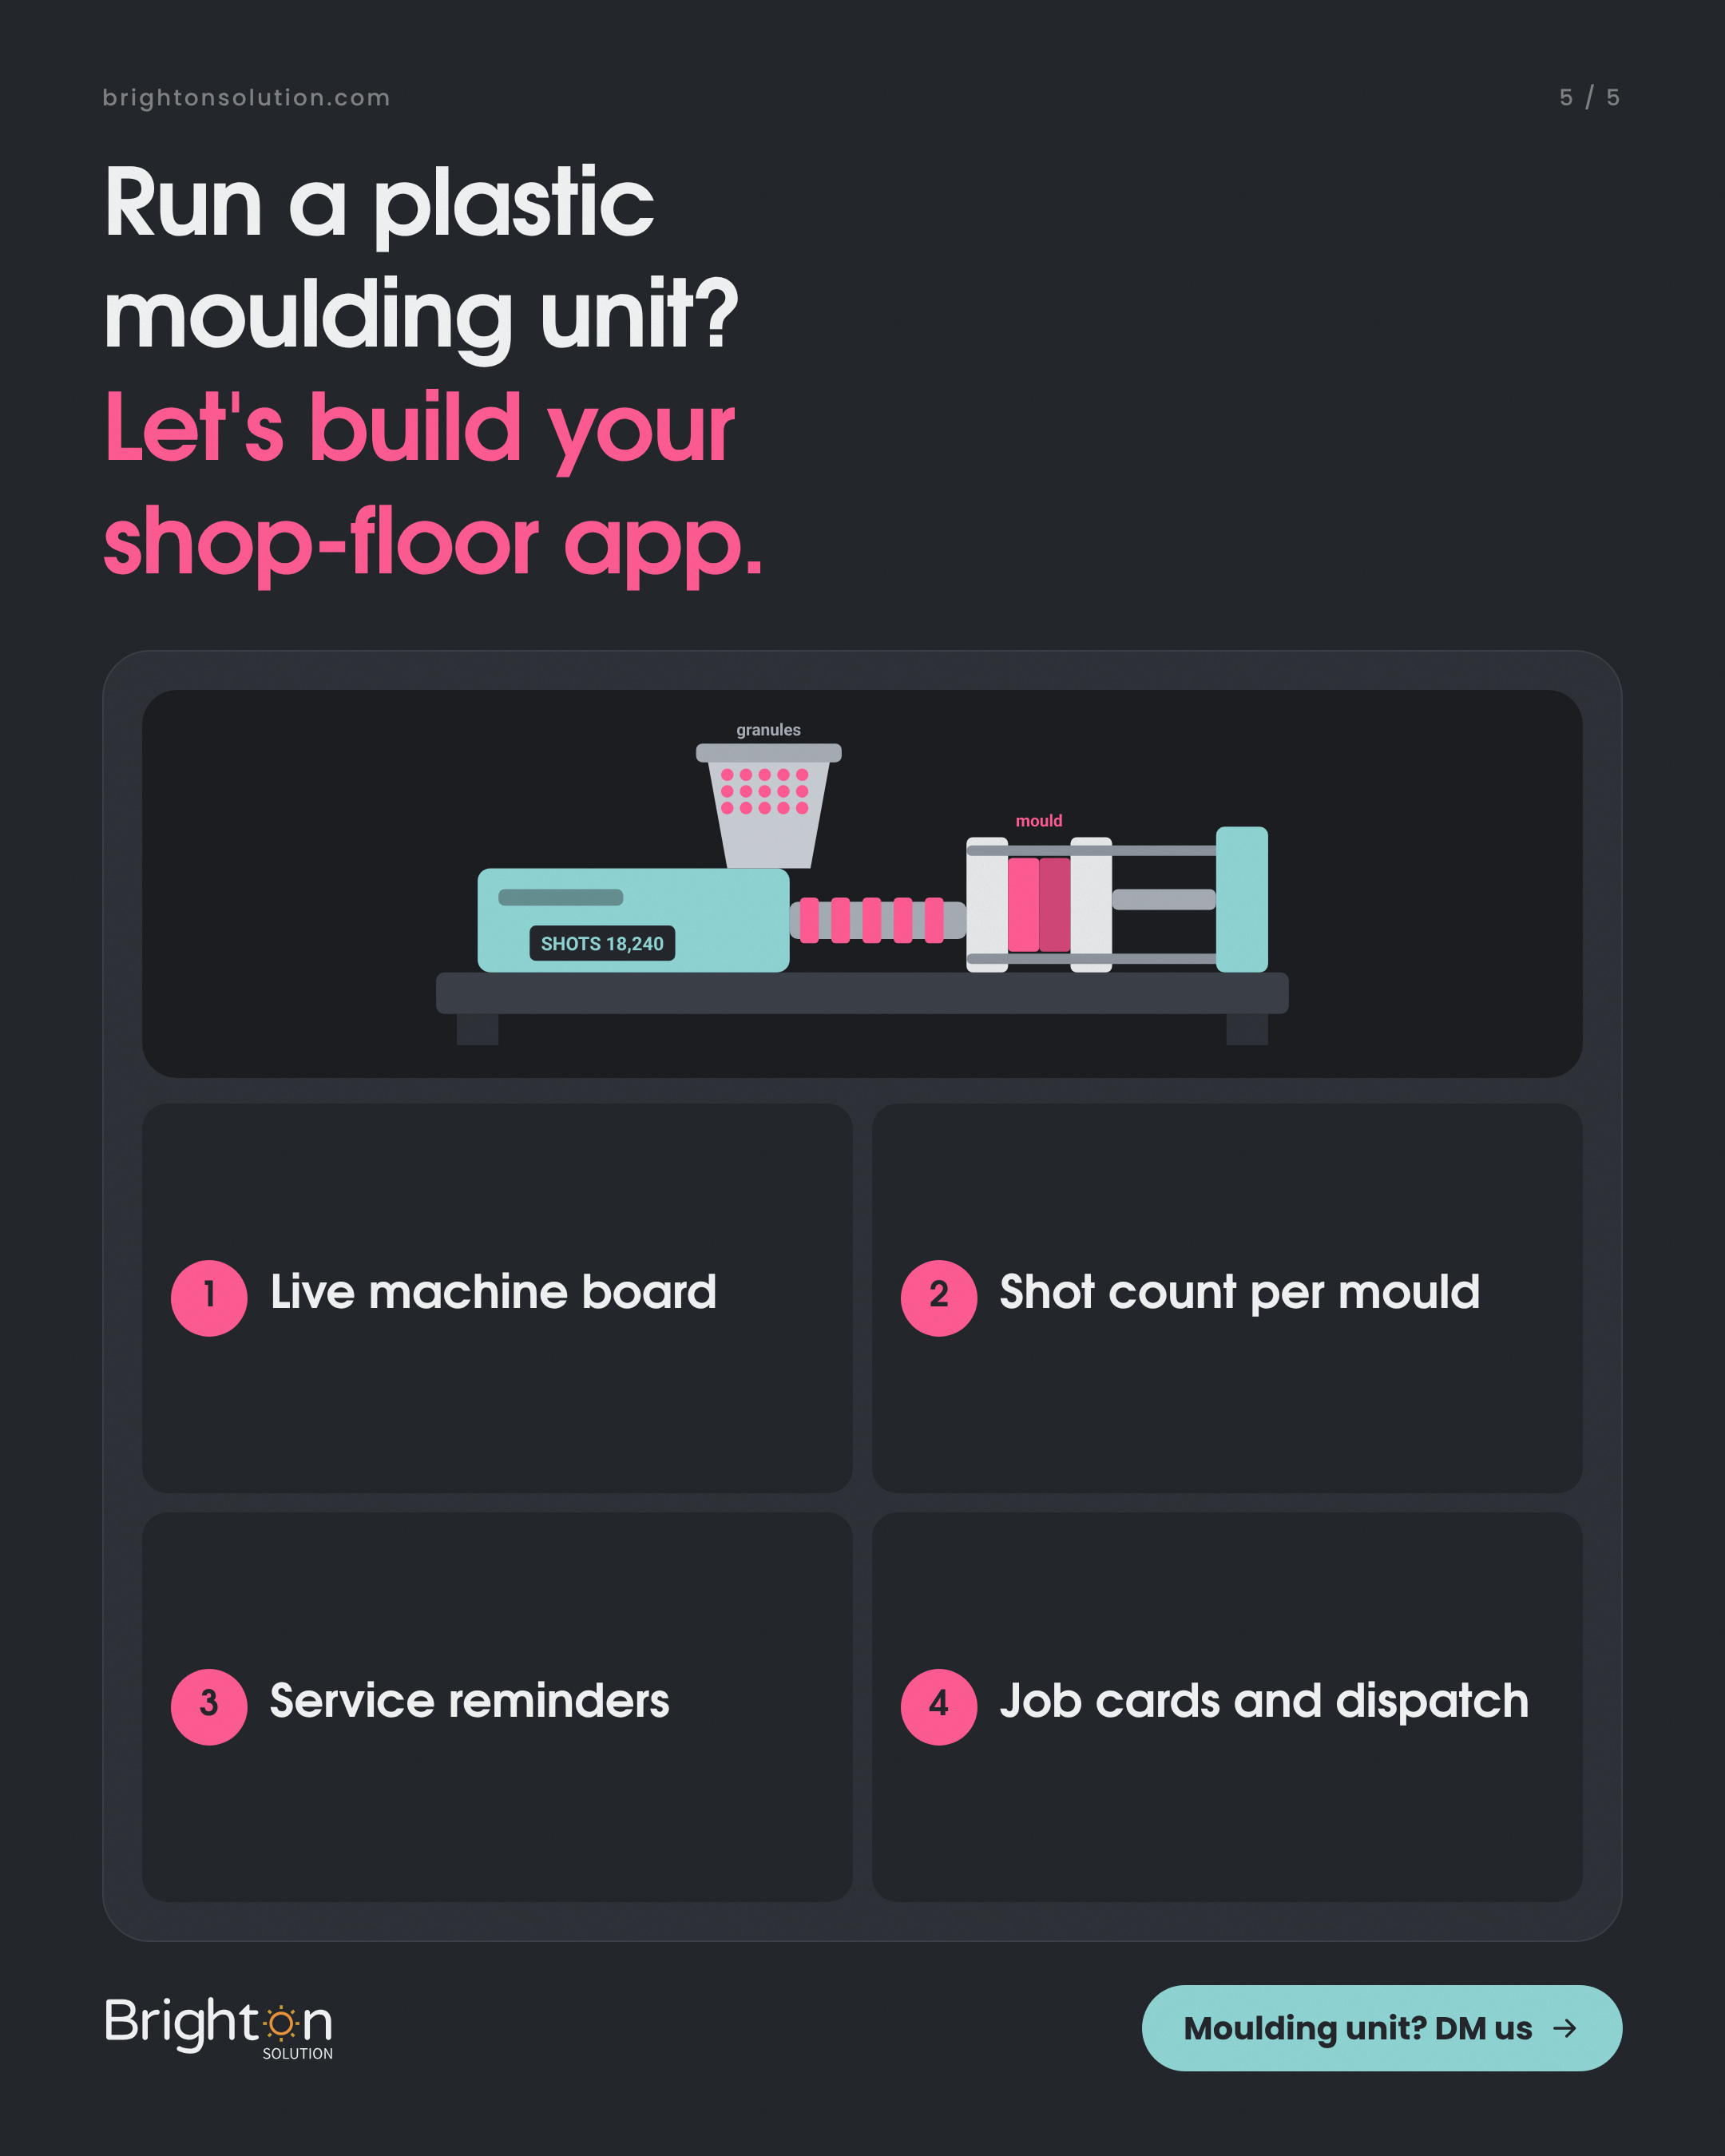 brightonsolution.com
5 / 5
Run a plastic
moulding unit?
Let's build your
shop-floor app.
granules
mould
SHOTS 18,240
1 Live machine board
2 Shot count per mould
3 Service reminders
4 Job cards and dispatch
Brighton
SOLUTION
Moulding unit? DM us →